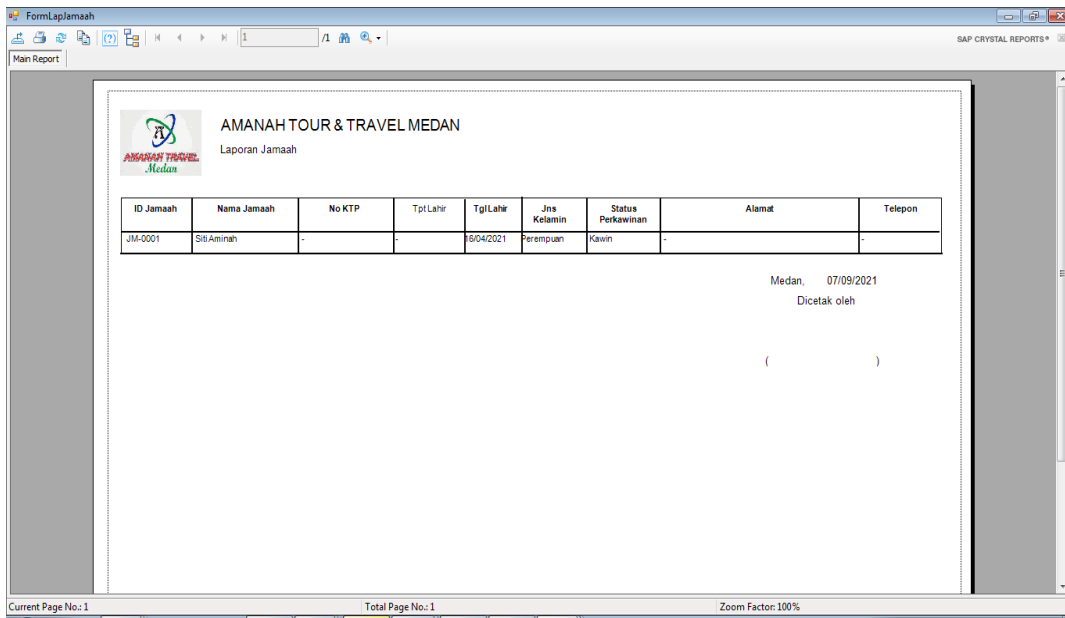 FormLapJamaah
1 /1 SAP CRYSTAL REPORTS®
Main Report
A
AMANAH TRAVEL
Medan
AMANAH TOUR & TRAVEL MEDAN
Laporan Jamaah
ID Jamaah Nama Jamaah No KTP Tpt Lahir Tgl Lahir Jns Kelamin Status Perkawinan Alamat Telepon
JM-0001 Siti Aminah - - 16/04/2021 Perempuan Kawin - -
Medan, 07/09/2021
Dicetak oleh
( )
Current Page No.: 1 Total Page No.: 1 Zoom Factor: 100%